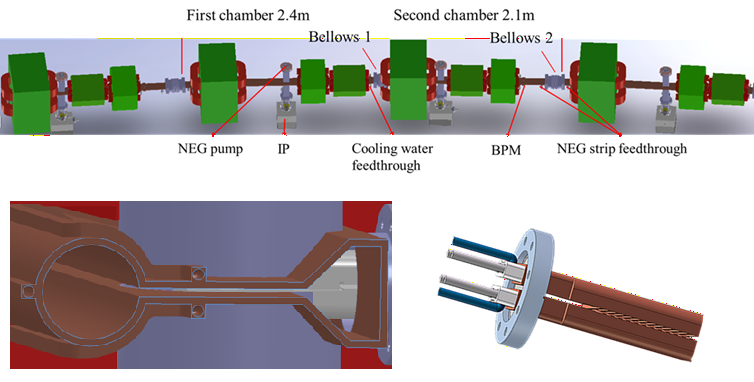 First chamber 2.4m
Second chamber 2.1m
Bellows 1
Bellows 2
NEG pump
IP
Cooling water
feedthrough
BPM
NEG strip feedthrough